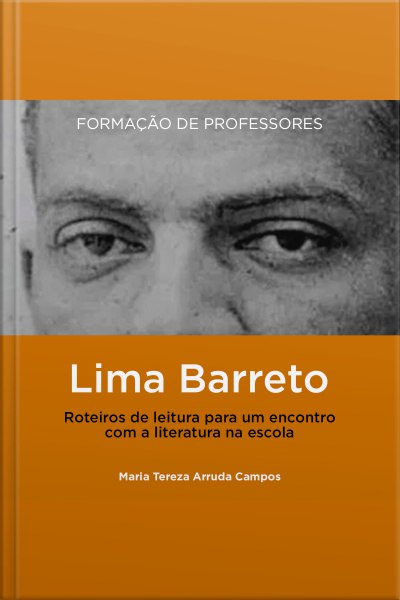 FORMAÇÃO DE PROFESSORES
Lima Barreto
Roteiros de leitura para um encontro
com a literatura na escola
Maria Tereza Arruda Campos